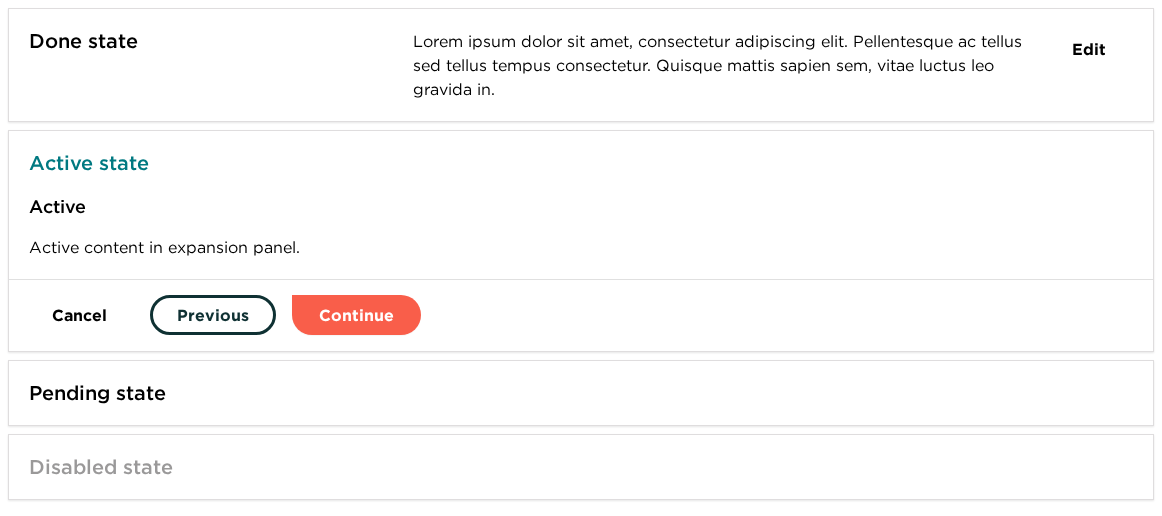 Done state
Lorem ipsum dolor sit amet, consectetur adipiscing elit. Pellentesque ac tellus
sed tellus tempus consectetur. Quisque mattis sapien sem, vitae luctus leo
gravida in.
Edit
Active state
Active
Active content in expansion panel.
Cancel
Previous
Continue
Pending state
Disabled state